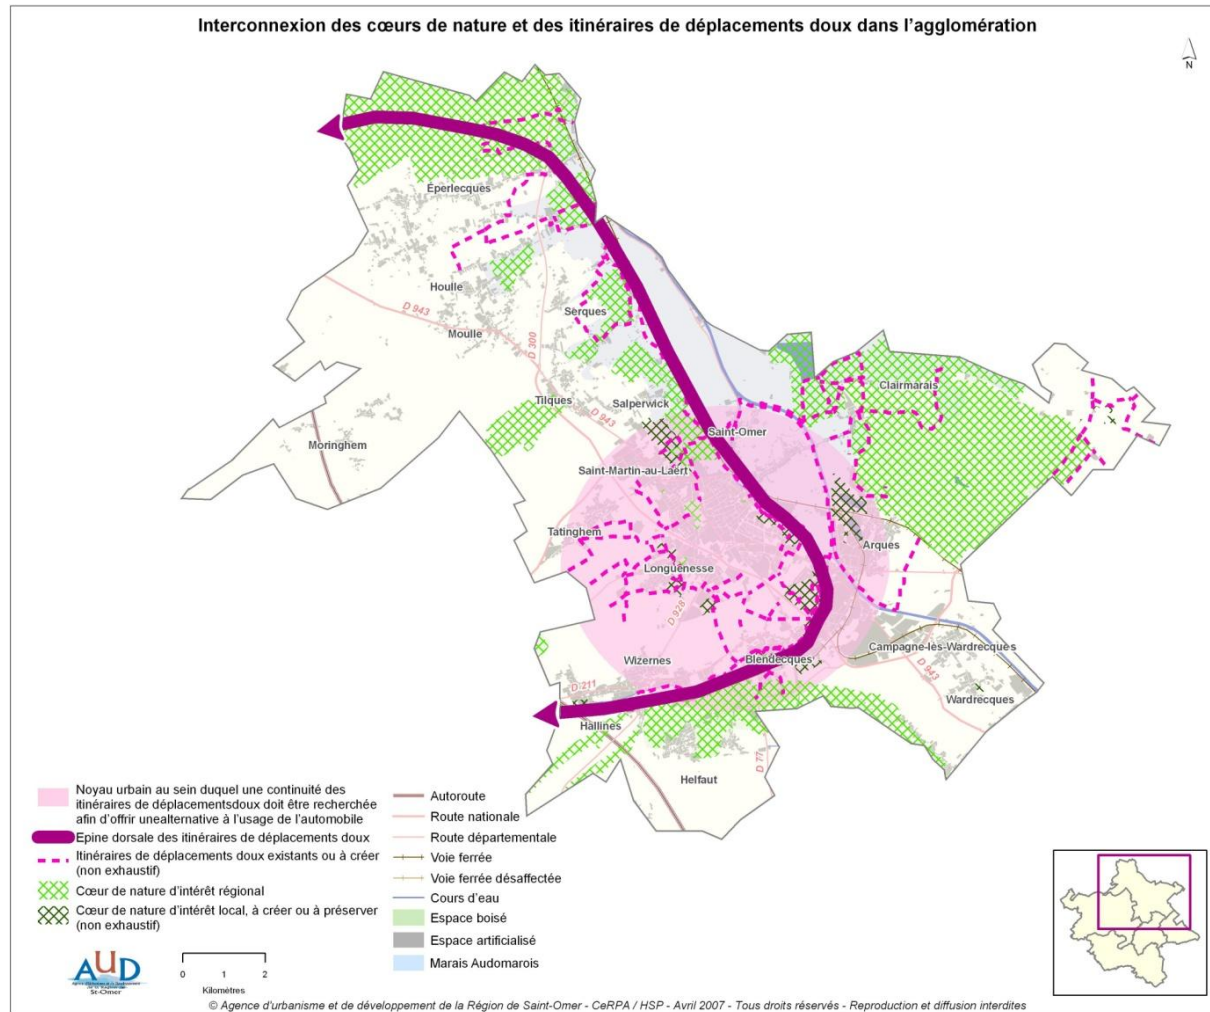 Interconnexion des cœurs de nature et des itinéraires de déplacements doux dans l'agglomération
N
Éperlecques
Houlle
D 943
Moulle
D 300
Serques
Tilques
D 943
Salperwick
Clairmarais
Moringhem
Saint-Omer
Saint-Martin-au-Laërt
Tatinghem
Arques
Longuenesse
D 928
Wizernes
Blendecques
Campagne-lès-Wardrecques
D 943
Wardrecques
D 211
Hallines
Helfaut
D 77
Noyau urbain au sein duquel une continuité des
itinéraires de déplacementsdoux doit être recherchée
afin d'offrir unealternative à l'usage de l'automobile
Epine dorsale des itinéraires de déplacements doux
Itinéraires de déplacements doux existants ou à créer
(non exhaustif)
Cœur de nature d'intérêt régional
Cœur de nature d'intérêt local, à créer ou à préserver
(non exhaustif)
Autoroute
Route nationale
Route départementale
Voie ferrée
Voie ferrée désaffectée
Cours d'eau
Espace boisé
Espace artificialisé
Marais Audomarois
AUD
St-Omer
0 1 2
Kilomètres
© Agence d'urbanisme et de développement de la Région de Saint-Omer - CeRPA / HSP - Avril 2007 - Tous droits réservés - Reproduction et diffusion interdites